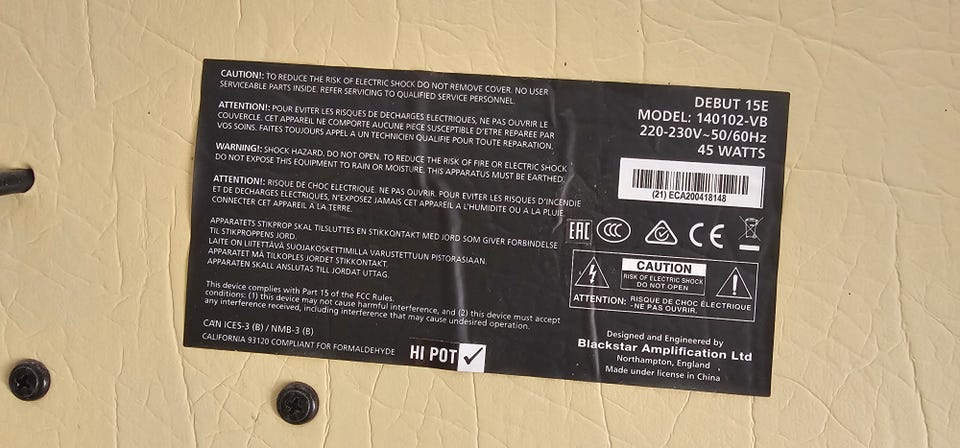 CAUTION!: TO REDUCE THE RISK OF ELECTRIC SHOCK DO NOT REMOVE COVER. NO USER
SERVICEABLE PARTS INSIDE. REFER SERVICING TO QUALIFIED SERVICE PERSONNEL.
ATTENTION!: POUR EVITER LES RISQUES DE DECHARGES ELECTRIQUES, NE PAS OUVRIR LE
COUVERCLE. CET APPAREIL NE COMPORTE AUCUNE PIECE SUSCEPTIBLE D'ETRE REPAREE PAR
VOS SOINS. FAITES TOUJOURS APPEL A UN TECHNICIEN QUALIFIE POUR TOUTE REPARATION.
WARNING!: SHOCK HAZARD. DO NOT OPEN. TO REDUCE THE RISK OF FIRE OR ELECTRIC SHOCK
DO NOT EXPOSE THIS EQUIPMENT TO RAIN OR MOISTURE. THIS APPARATUS MUST BE EARTHED.
ATTENTION!: RISQUE DE CHOC ELECTRIQUE. NE PAS OUVRIR. POUR EVITER LES RISQUES D'INCENDIE
ET DE DECHARGES ELECTRIQUES, N'EXPOSEZ JAMAIS CET APPAREIL A L'HUMIDITE OU A LA PLUIE.
CONNECTER CET APPAREIL A LA TERRE.
APPARATETS STIKPROP SKAL TILSLUTTES EN STIKKONTAKT MED JORD SOM GIVER FORBINDELSE
TIL STIKPROPPENS JORD.
LAITE ON LIITETTÄVÄ SUOJAKOSKETTIMILLA VARUSTETTUUN PISTORASIAAN.
APPARATET MÅ TILKOPLES JORDET STIKKONTAKT.
APPARATEN SKALL ANSLUTAS TILL JORDAT UTTAG.
This device complies with Part 15 of the FCC Rules.
conditions: (1) this device may not cause harmful interference, and (2) this device must accept
any interference received, including interference that may cause undesired operation.
CAN ICES-3 (B) / NMB-3 (B)
CALIFORNIA 93120 COMPLIANT FOR FORMALDEHYDE
HI POT
DEBUT 15E
MODEL: 140102-VB
220-230V~50/60Hz
45 WATTS
(21) ECA200418148
EAC CCC CE
CAUTION
RISK OF ELECTRIC SHOCK
DO NOT OPEN
ATTENTION: RISQUE DE CHOC ÉLECTRIQUE
-NE PAS OUVRIR.
Designed and Engineered by
Blackstar Amplification Ltd
Northampton, England
Made under license in China